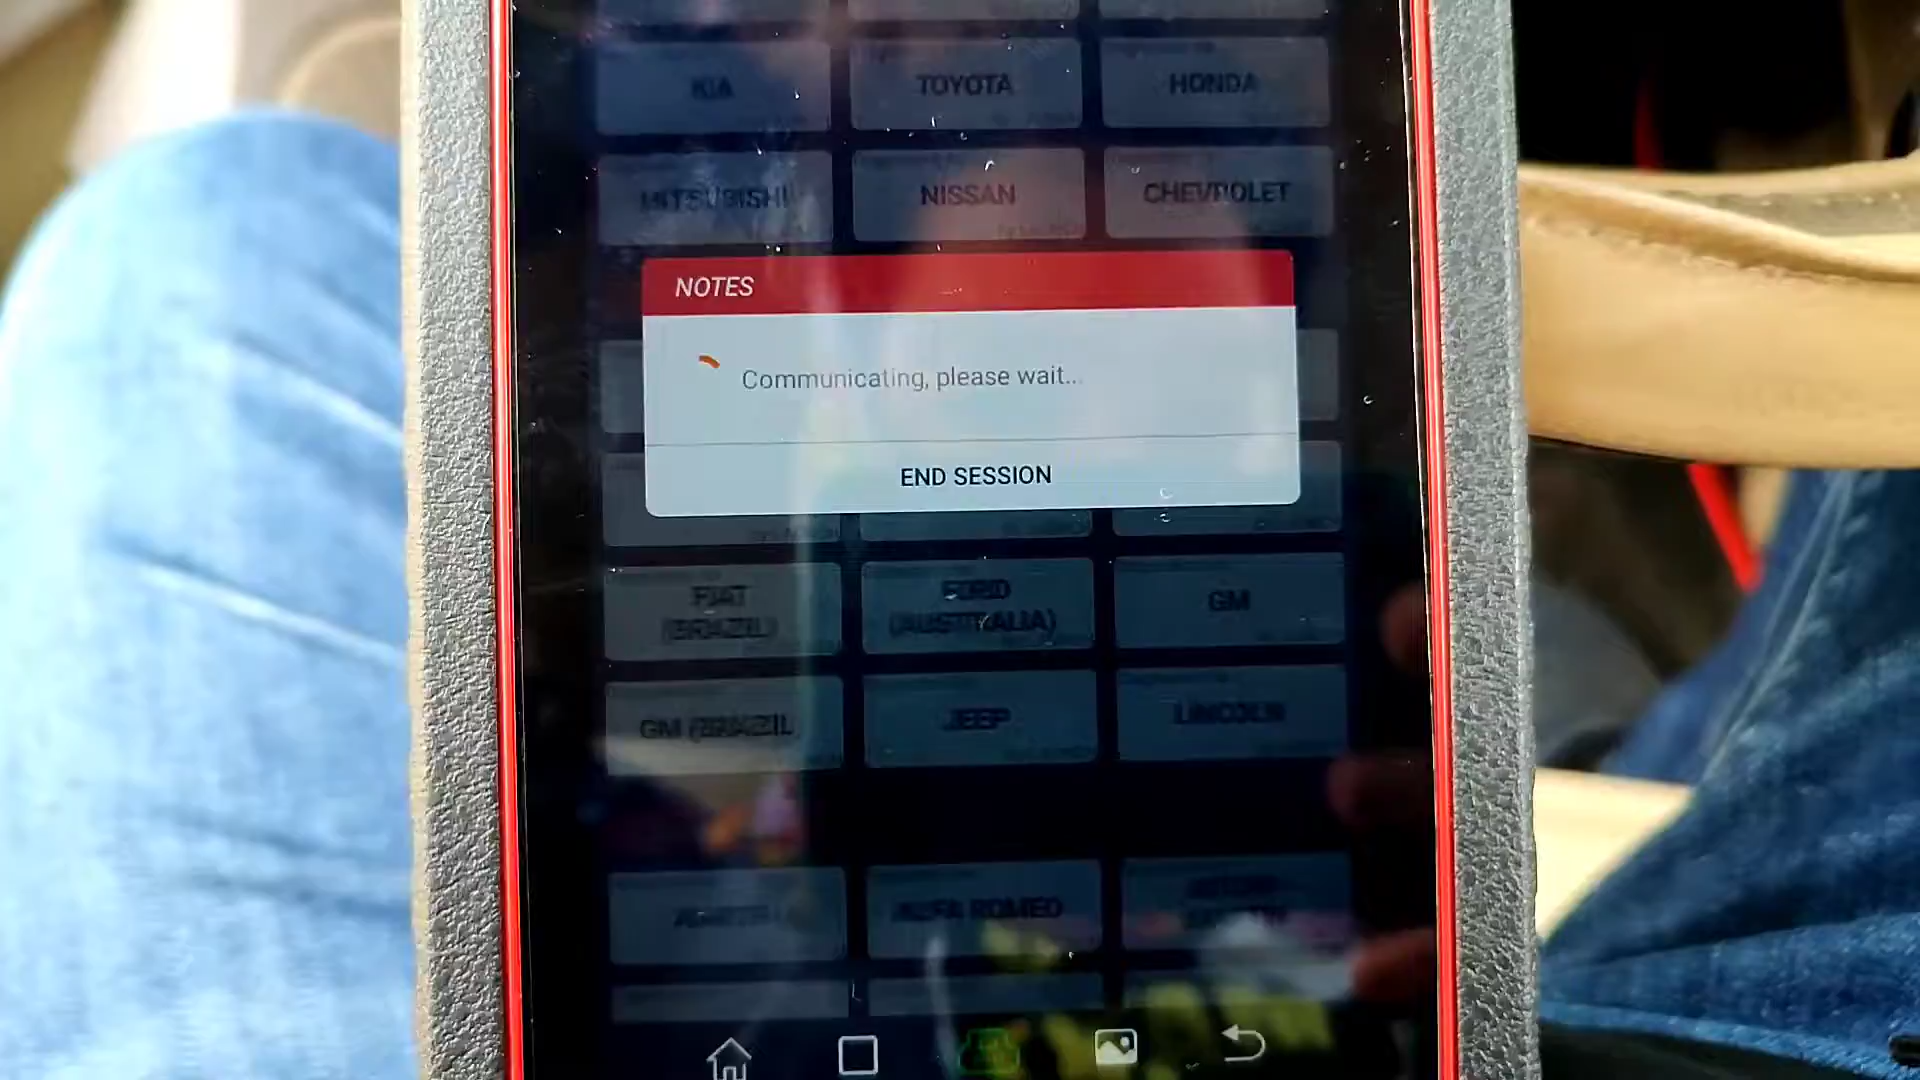 KIA
TOYOTA
HONDA
MITSUBISHI
NISSAN
CHEVROLET
NOTES
Communicating, please wait...
END SESSION
FIAT
(BRAZIL)
FORD
(AUSTRALIA)
GM
GM (BRAZIL)
JEEP
LINCOLN
ALFA ROMEO